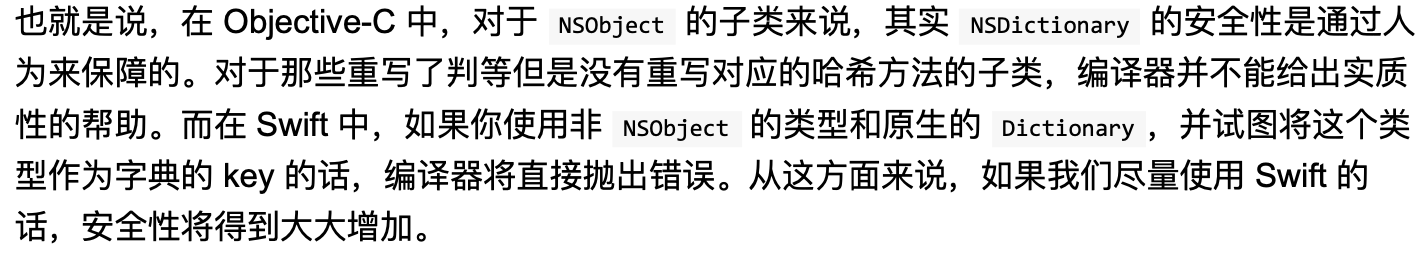 也就是说，在 Objective-C 中，对于 NSObject 的子类来说，其实 NSDictionary 的安全性是通过人
为来保障的。对于那些重写了判等但是没有重写对应的哈希方法的子类，编译器并不能给出实质
性的帮助。而在 Swift 中，如果你使用非 NSObject 的类型和原生的 Dictionary，并试图将这个类
型作为字典的 key 的话，编译器将直接抛出错误。从这方面来说，如果我们尽量使用 Swift 的
话，安全性将得到大大增加。